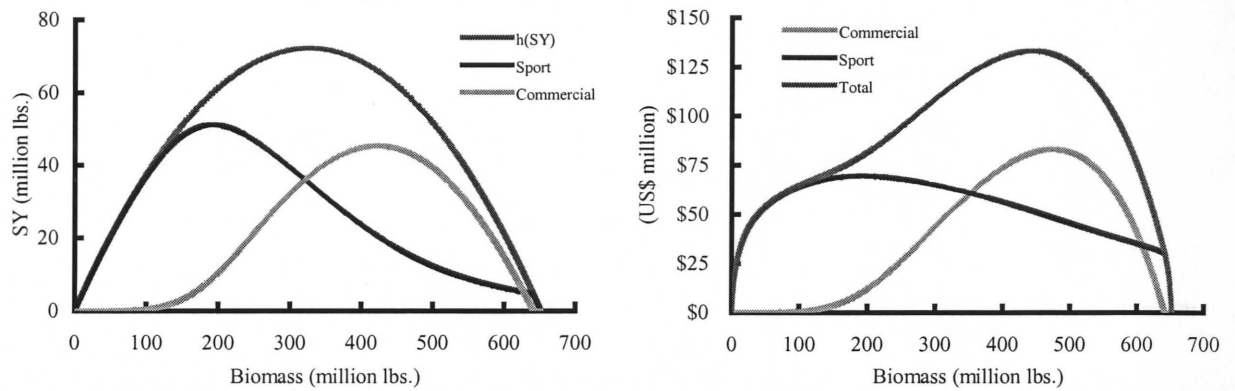 SY (million lbs.)
80
60
40
20
0
h(SY)
Sport
Commercial
0 100 200 300 400 500 600 700
Biomass (million lbs.)
(US$ million)
$150
$125
$100
$75
$50
$25
$0
Commercial
Sport
Total
0 100 200 300 400 500 600 700
Biomass (million lbs.)